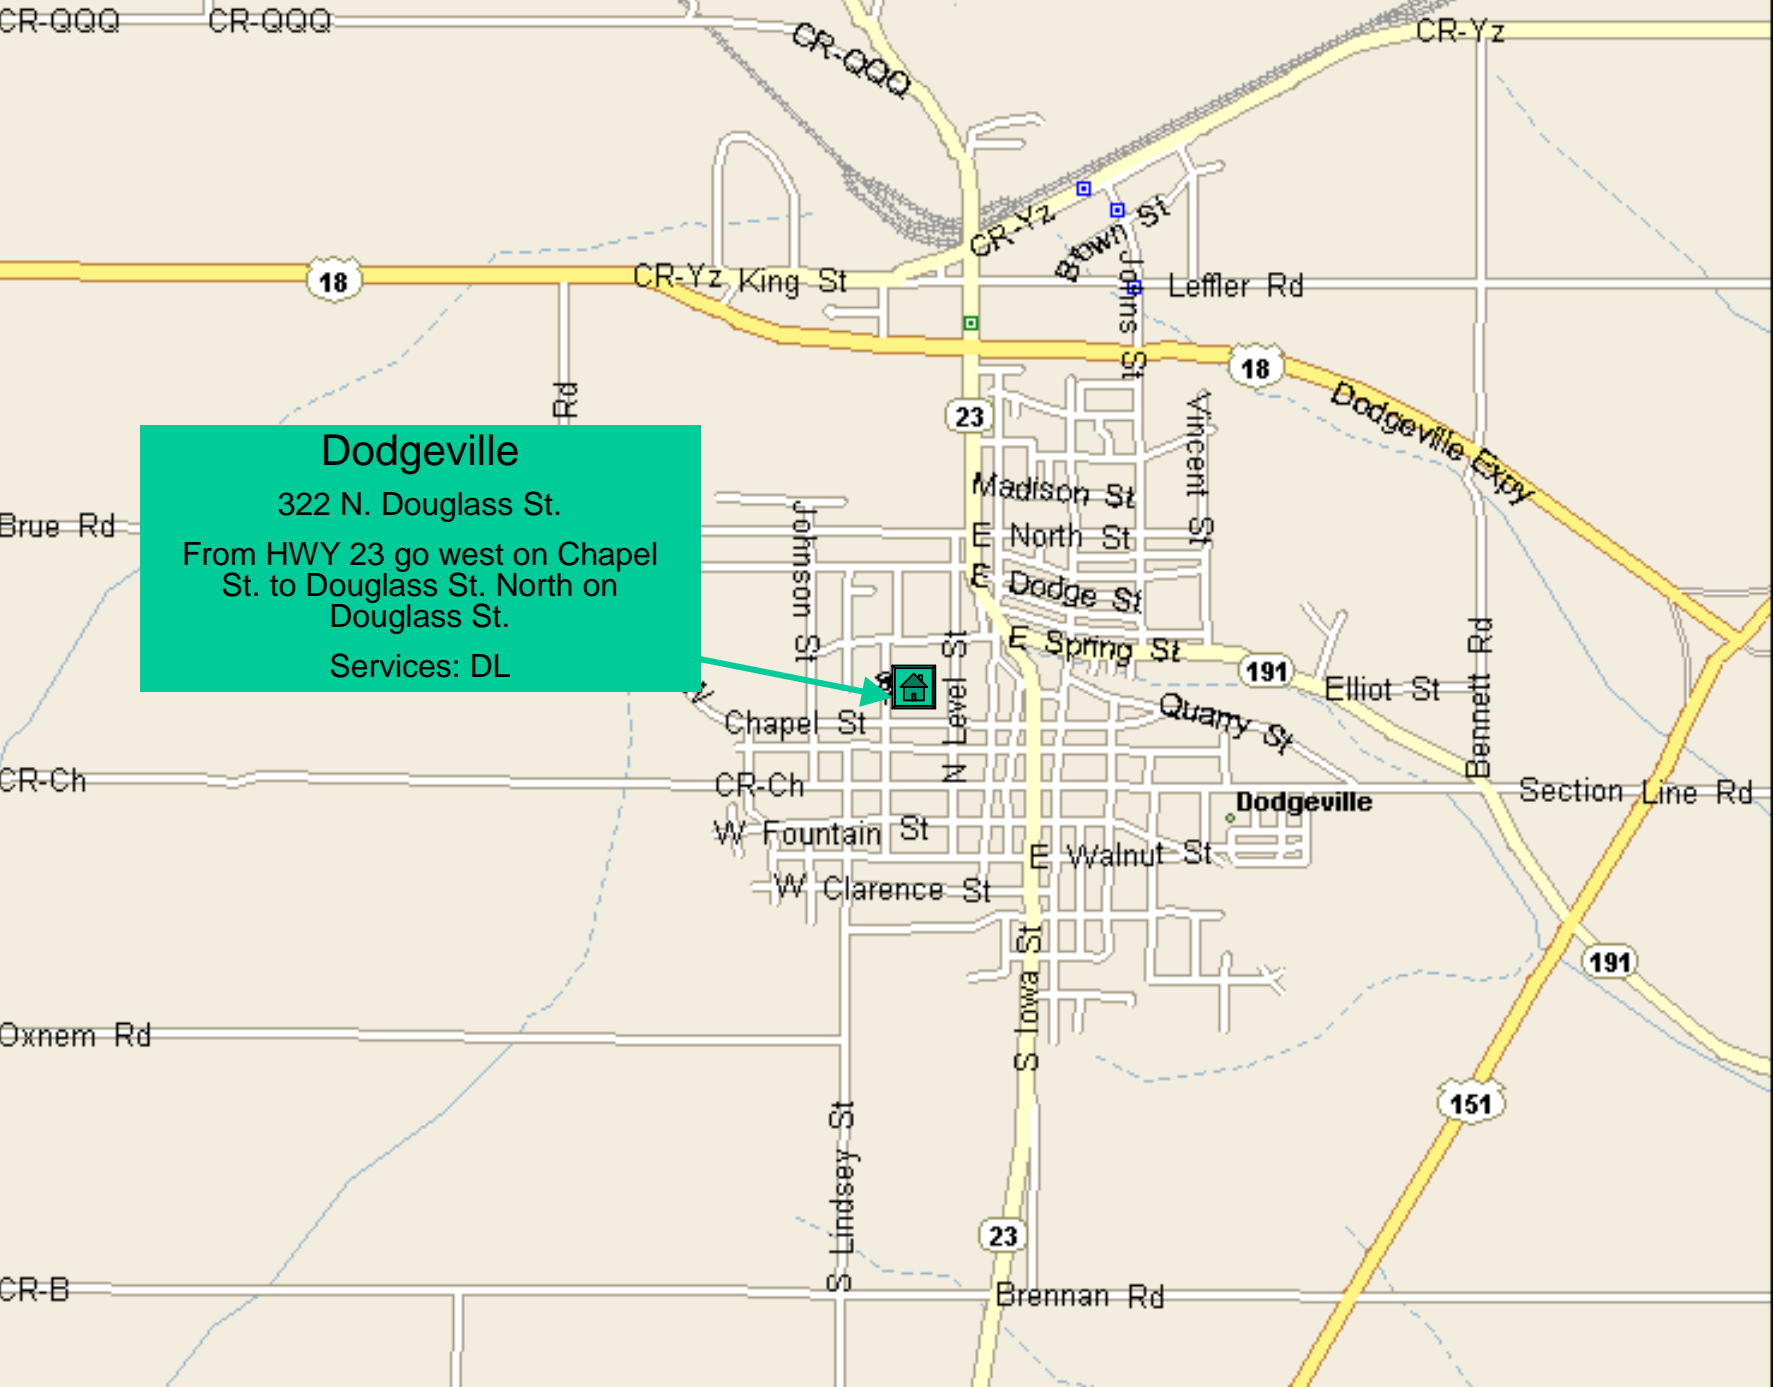 CR-QQQ
CR-QQQ
CR-QQQ
CR-Yz
CR-Yz
Brown St
Johns St
18
CR-Yz
King St
Leffler Rd
18
Rd
23
Vincent St
Dodgeville Expy
Dodgeville
322 N. Douglass St.
From HWY 23 go west on Chapel
St. to Douglass St. North on
Douglass St.
Services: DL
Madison St
Brue Rd
Johnson St
E North St
E Dodge St
E Spring St
191
Elliot St
Bennett Rd
N Level St
Chapel St
Quarry St
CR-Ch
CR-Ch
Section Line Rd
Dodgeville
W Fountain St
E Walnut St
W Clarence St
S Iowa St
191
Oxnem Rd
151
S Lindsey St
23
CR-B
Brennan Rd